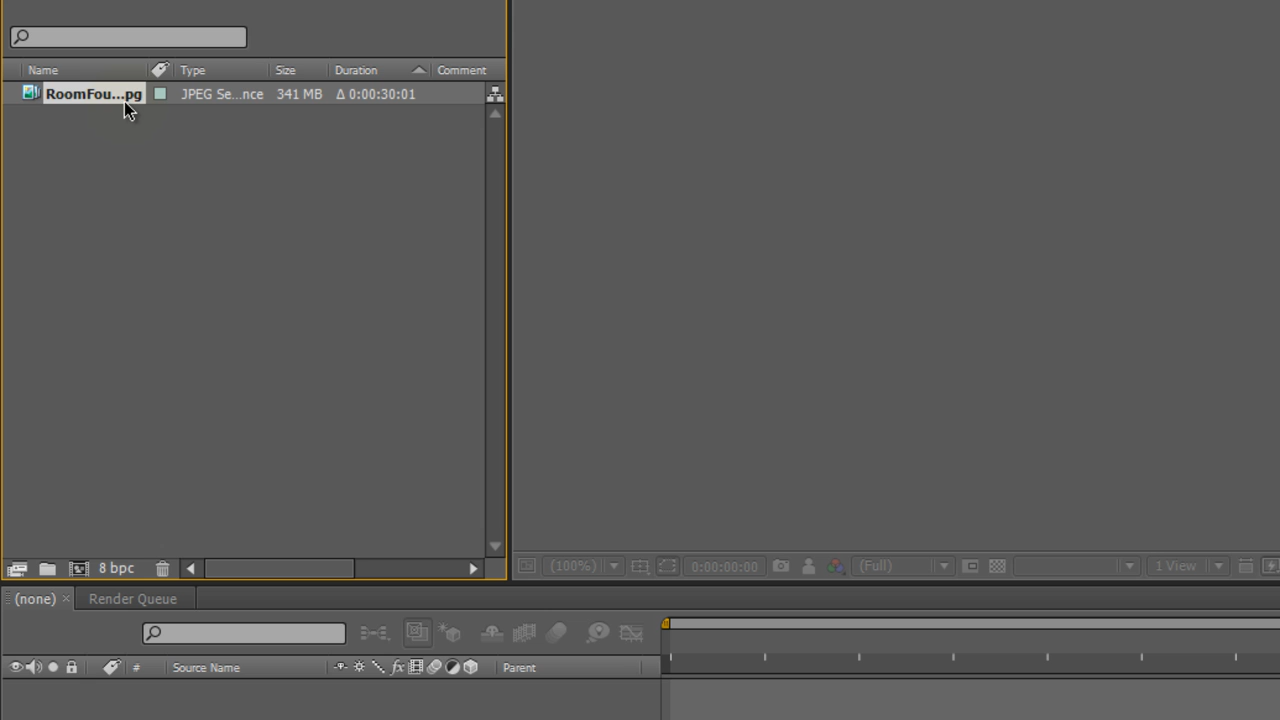 Name Type Size Duration Comment
RoomFou...pg JPEG Se...nce 341 MB Δ 0:00:30:01
8 bpc
(100%) 0:00:00:00 (Full) 1 View
(none) × Render Queue
# Source Name fx Parent